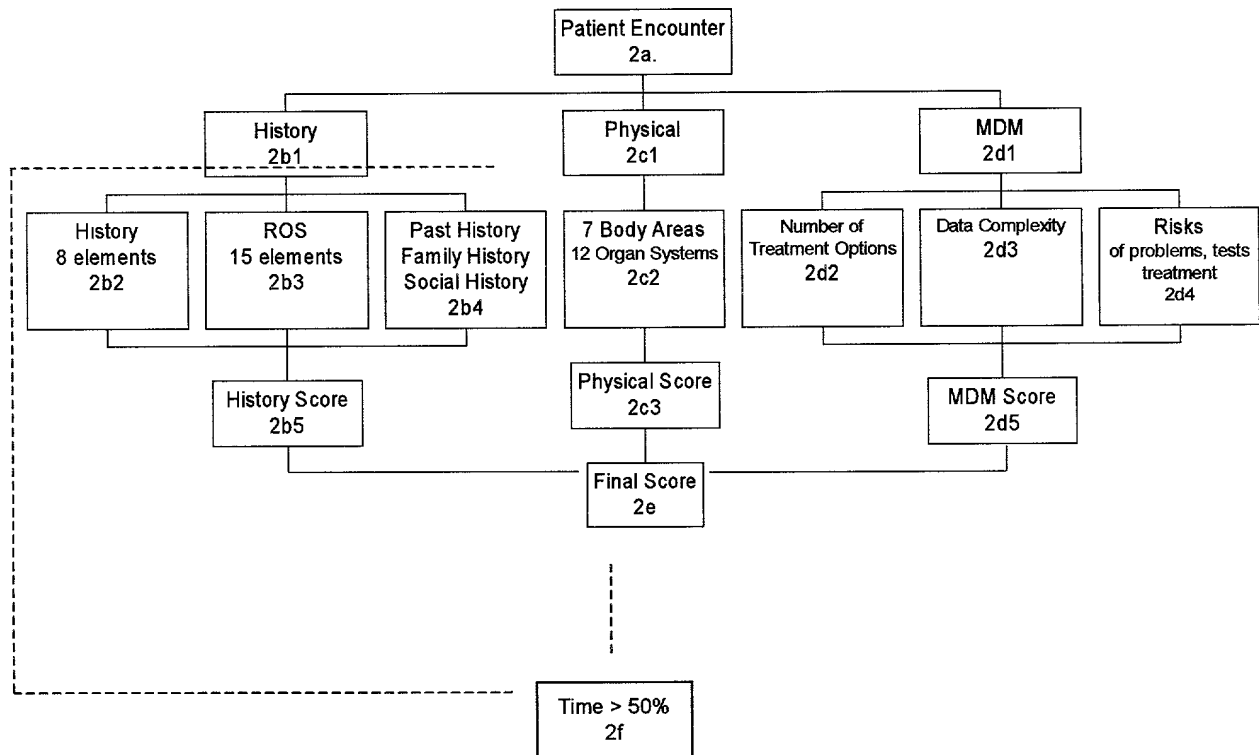 Patient Encounter
2a.
History
2b1
Physical
2c1
MDM
2d1
History
8 elements
2b2
ROS
15 elements
2b3
Past History
Family History
Social History
2b4
7 Body Areas
12 Organ Systems
2c2
Number of
Treatment Options
2d2
Data Complexity
2d3
Risks
of problems, tests
treatment
2d4
History Score
2b5
Physical Score
2c3
MDM Score
2d5
Final Score
2e
Time > 50%
2f